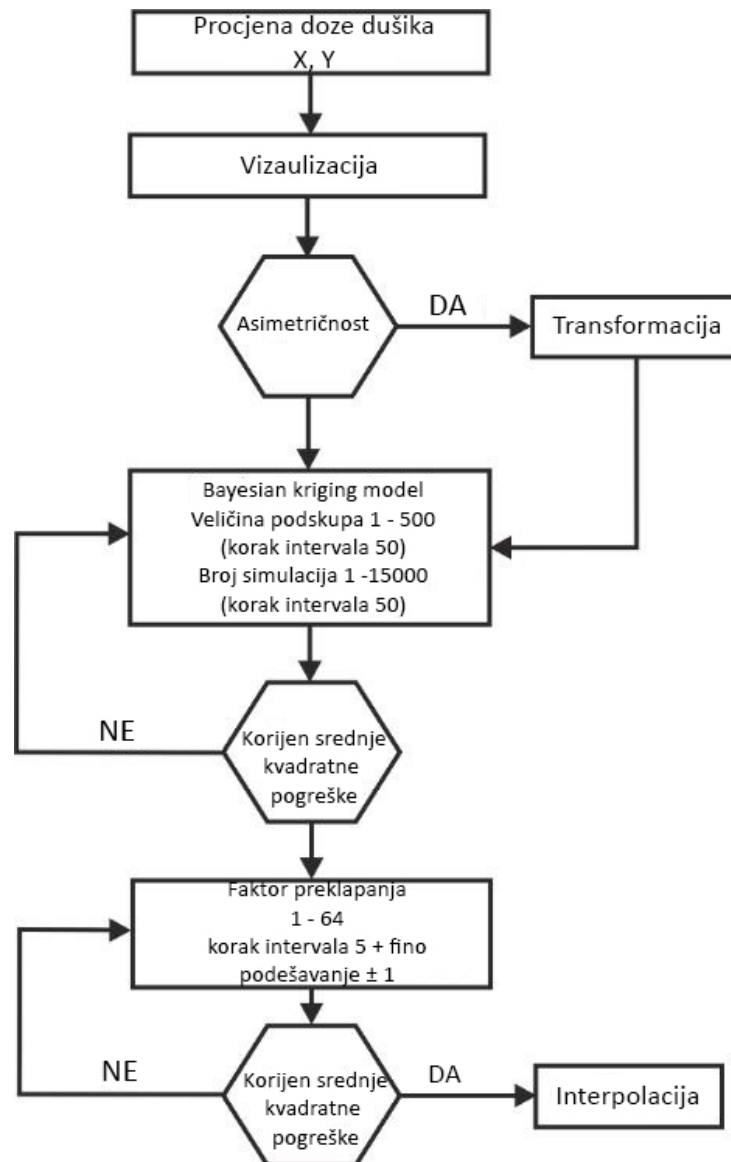 Procjena doze dušika
X, Y
Vizaulizacija
Asimetričnost
DA
Transformacija
Bayesian kriging model
Veličina podskupa 1 - 500
(korak intervala 50)
Broj simulacija 1 -15000
(korak intervala 50)
NE
Korijen srednje
kvadratne
pogreške
Faktor preklapanja
1 - 64
korak intervala 5 + fino
podešavanje ± 1
NE
Korijen srednje
kvadratne
pogreške
DA
Interpolacija